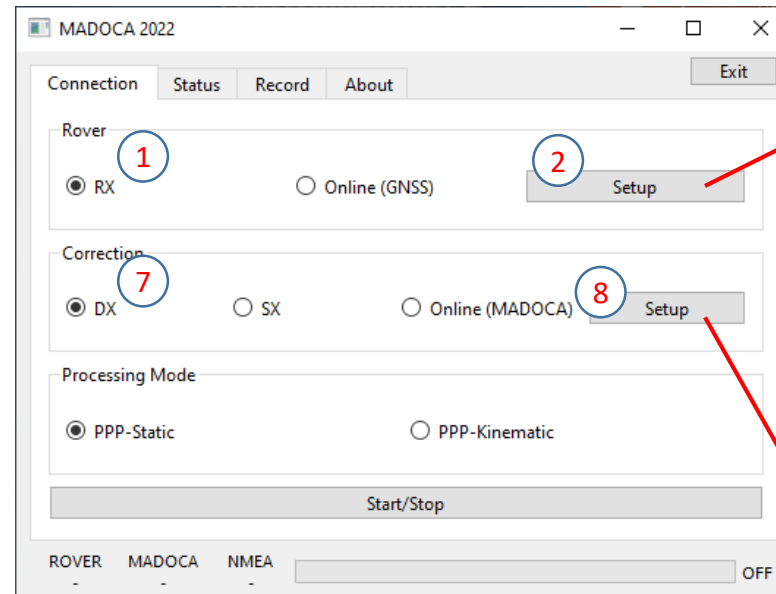 MADOCA 2022
Exit
Connection Status Record About
Rover
1
2
RX Online (GNSS) Setup
Correction
7
8
DX SX Online (MADOCA) Setup
Processing Mode
PPP-Static PPP-Kinematic
Start/Stop
ROVER MADOCA NMEA
- - -
OFF